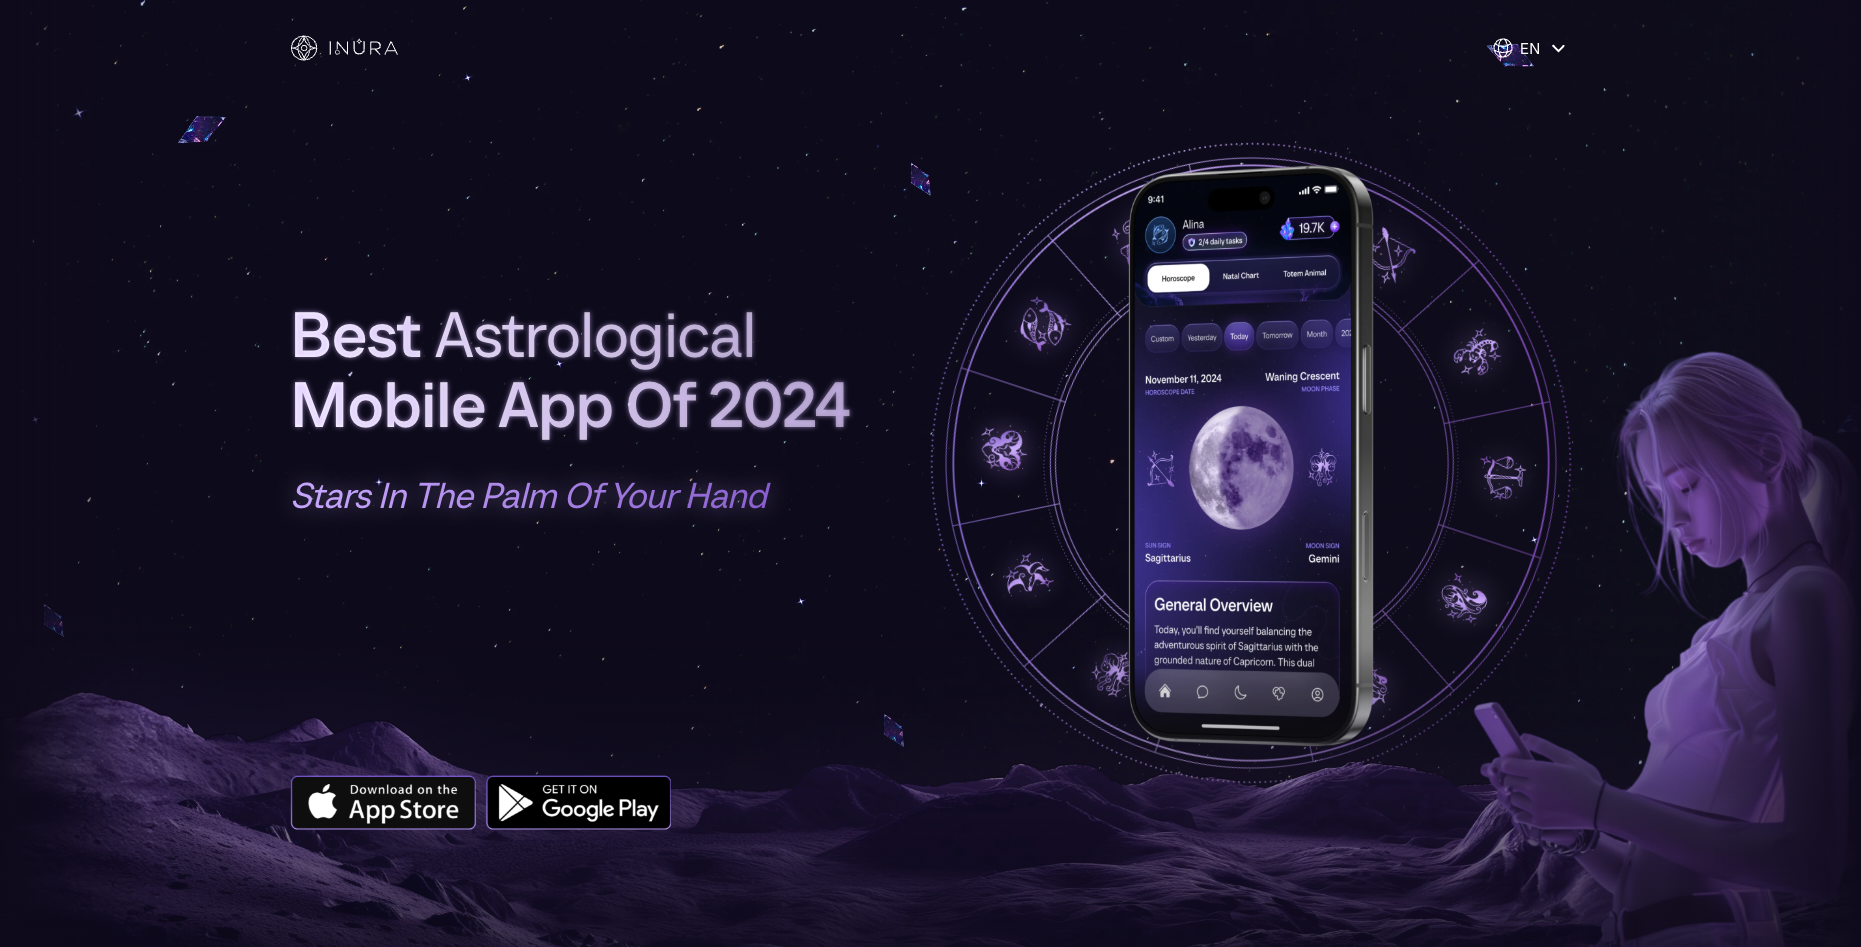 INURA
EN
Best Astrological
Mobile App Of 2024
Stars In The Palm Of Your Hand
Download on the
App Store
GET IT ON
Google Play
9:41
Alina
2/4 daily tasks
19.7K
Horoscope
Natal Chart
Totem Animal
Custom
Yesterday
Today
Tomorrow
Month
November 11, 2024
HOROSCOPE DATE
Waning Crescent
MOON PHASE
SUN SIGN
Sagittarius
MOON SIGN
Gemini
General Overview
Today, you'll find yourself balancing the
adventurous spirit of Sagittarius with the
grounded nature of Capricorn. This dual